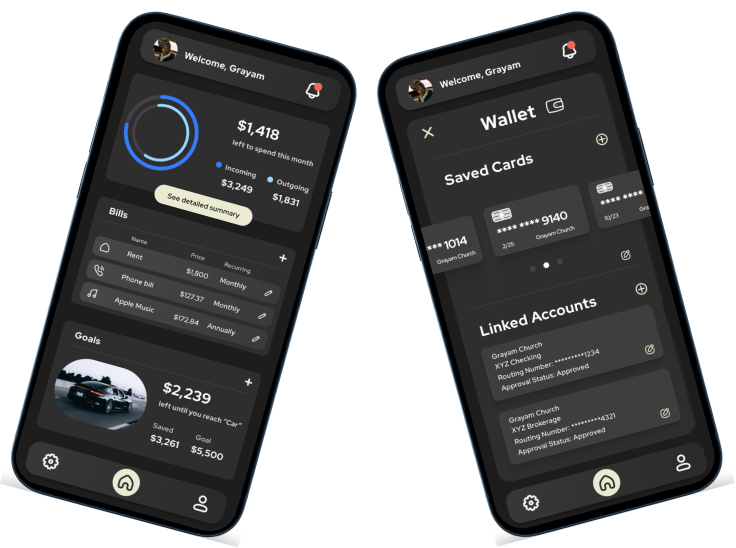 Welcome, Grayam
$1,418
left to spend this month
Incoming
$3,249
Outgoing
$1,831
See detailed summary
Bills
Name Price Recurring
Rent $1,800 Monthly
Phone bill $127.37 Monthly
Apple Music $172.84 Annually
Goals
$2,239
left until you reach "Car"
Saved
$3,261
Goal
$5,500
Welcome, Grayam
Wallet
Saved Cards
*** 1014
Grayam Church
**** **** 9140
2/25 Grayam Church
**** ****
10/23 Gra
Linked Accounts
Grayam Church
XYZ Checking
Routing Number: *********1234
Approval Status: Approved
Grayam Church
XYZ Brokerage
Routing Number: *********4321
Approval Status: Approved